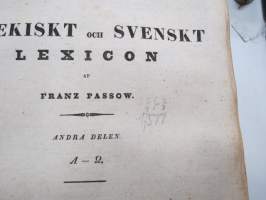 EKISKT OCH SVENSKT
LEXICON
AF
FRANZ PASSOW.
ANDRA DELEN.
Λ — Ω.